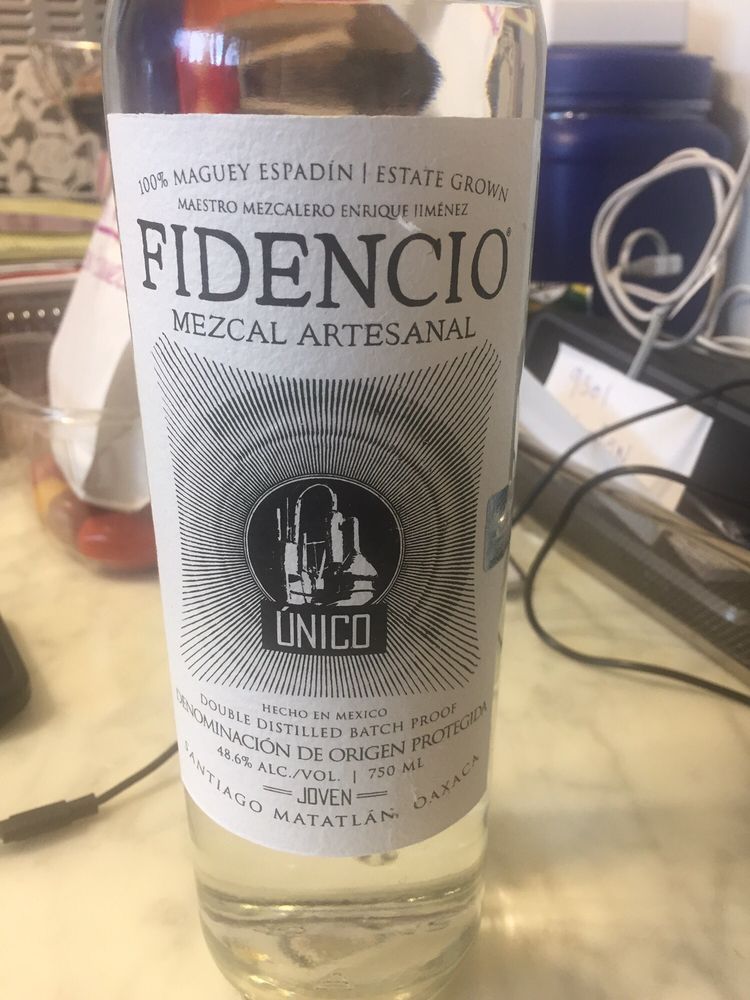 100% MAGUEY ESPADÍN | ESTATE GROWN
MAESTRO MEZCALERO ENRIQUE JIMÉNEZ
FIDENCIO®
MEZCAL ARTESANAL
ÚNICO
HECHO EN MEXICO
DOUBLE DISTILLED BATCH PROOF
DENOMINACIÓN DE ORIGEN PROTEGIDA
48.6% ALC./VOL. | 750 ML
JOVEN
SANTIAGO MATATLÁN, OAXACA